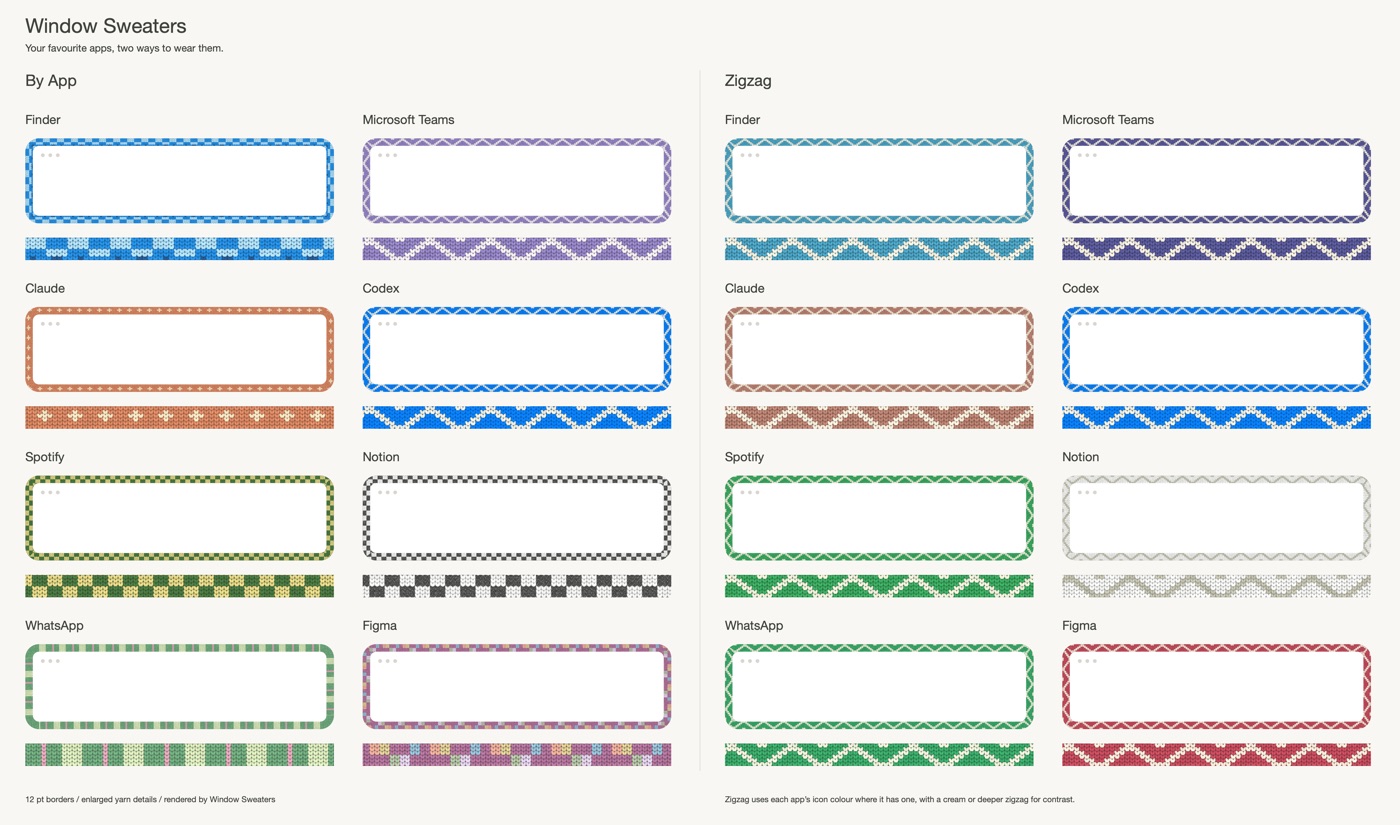 Window Sweaters
Your favourite apps, two ways to wear them.
By App
Finder
Microsoft Teams
Claude
Codex
Spotify
Notion
WhatsApp
Figma
12 pt borders / enlarged yarn details / rendered by Window Sweaters
Zigzag
Finder
Microsoft Teams
Claude
Codex
Spotify
Notion
WhatsApp
Figma
Zigzag uses each app’s icon colour where it has one, with a cream or deeper zigzag for contrast.